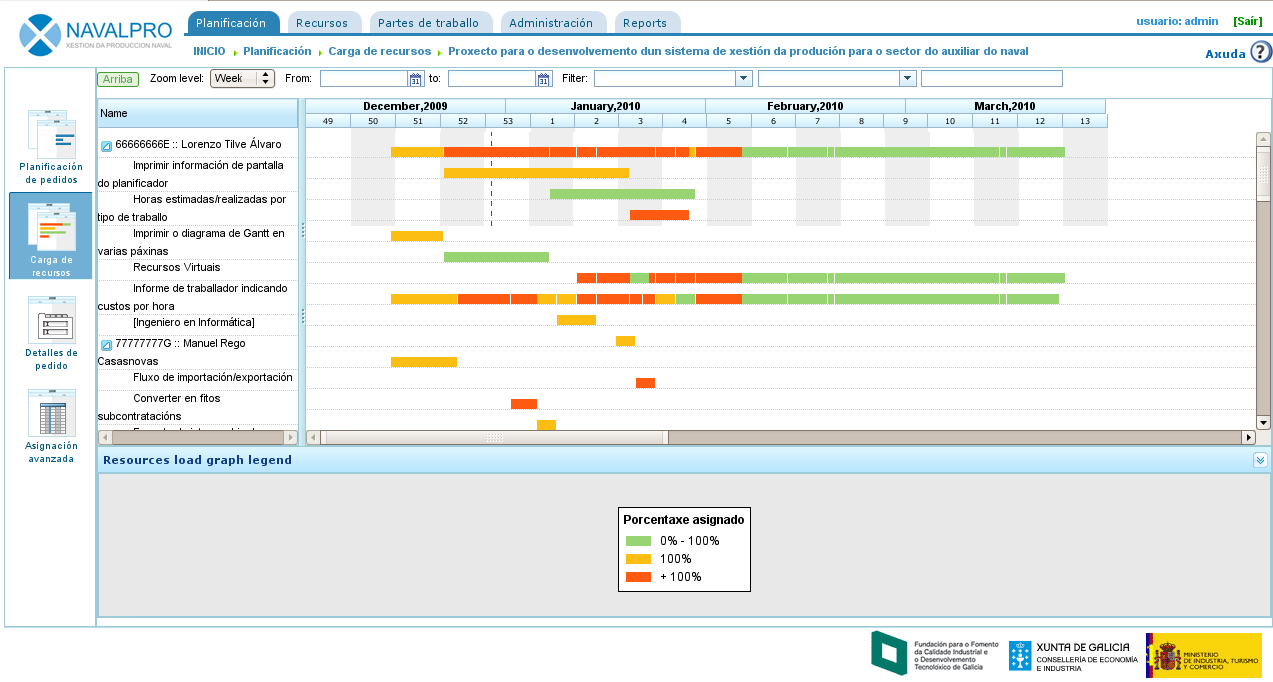 NAVALPRO
XESTION DA PRODUCCION NAVAL
Planificación
Recursos
Partes de traballo
Administración
Reports
usuario: admin
[Saír]
INICIO
Planificación
Carga de recursos
Proxecto para o desenvolvemento dun sistema de xestión da produción para o sector do auxiliar do naval
Axuda
?
Arriba
Zoom level:
Week
From:
31
to:
31
Filter:
Planificación
de pedidos
Carga de
recursos
Detalles de
pedido
Asignación
avanzada
Name
December,2009
January,2010
February,2010
March,2010
49 50 51 52 53 1 2 3 4 5 6 7 8 9 10 11 12 13
66666666E :: Lorenzo Tilve Álvaro
Imprimir información de pantalla
do planificador
Horas estimadas/realizadas por
tipo de traballo
Imprimir o diagrama de Gantt en
varias páxinas
Recursos Virtuais
Informe de traballador indicando
custos por hora
[Ingeniero en Informática]
77777777G :: Manuel Rego
Casasnovas
Fluxo de importación/exportación
Converter en fitos
subcontratacións
Resources load graph legend
Porcentaxe asignado
0% - 100%
100%
+ 100%
Fundación para o Fomento
da Calidade Industrial e
o Desenvolvemento
Tecnolóxico de Galicia
XUNTA DE GALICIA
CONSELLERÍA DE ECONOMÍA
E INDUSTRIA
MINISTERIO
DE INDUSTRIA, TURISMO
Y COMERCIO